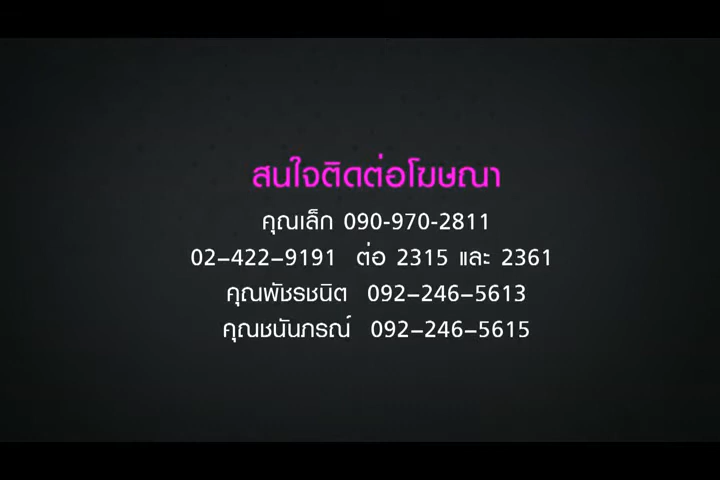 สนใจติดต่อโฆษณา
คุณเล็ก 090-970-2811
02-422-9191 ต่อ 2315 และ 2361
คุณพัชรชนิต 092-246-5613
คุณชนันภรณ์ 092-246-5615